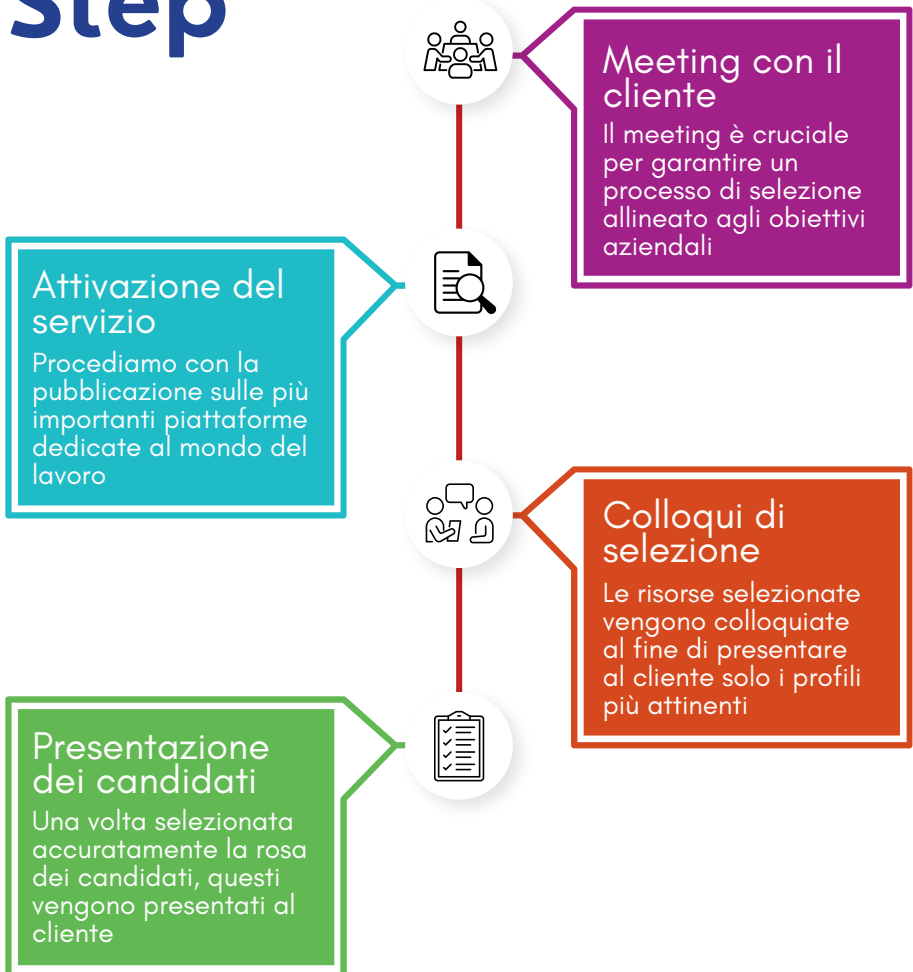 Step
Meeting con il
cliente
Il meeting è cruciale
per garantire un
processo di selezione
allineato agli obiettivi
aziendali
Attivazione del
servizio
Procediamo con la
pubblicazione sulle più
importanti piattaforme
dedicate al mondo del
lavoro
Colloqui di
selezione
Le risorse selezionate
vengono colloquiate
al fine di presentare
al cliente solo i profili
più attinenti
Presentazione
dei candidati
Una volta selezionata
accuratamente la rosa
dei candidati, questi
vengono presentati al
cliente